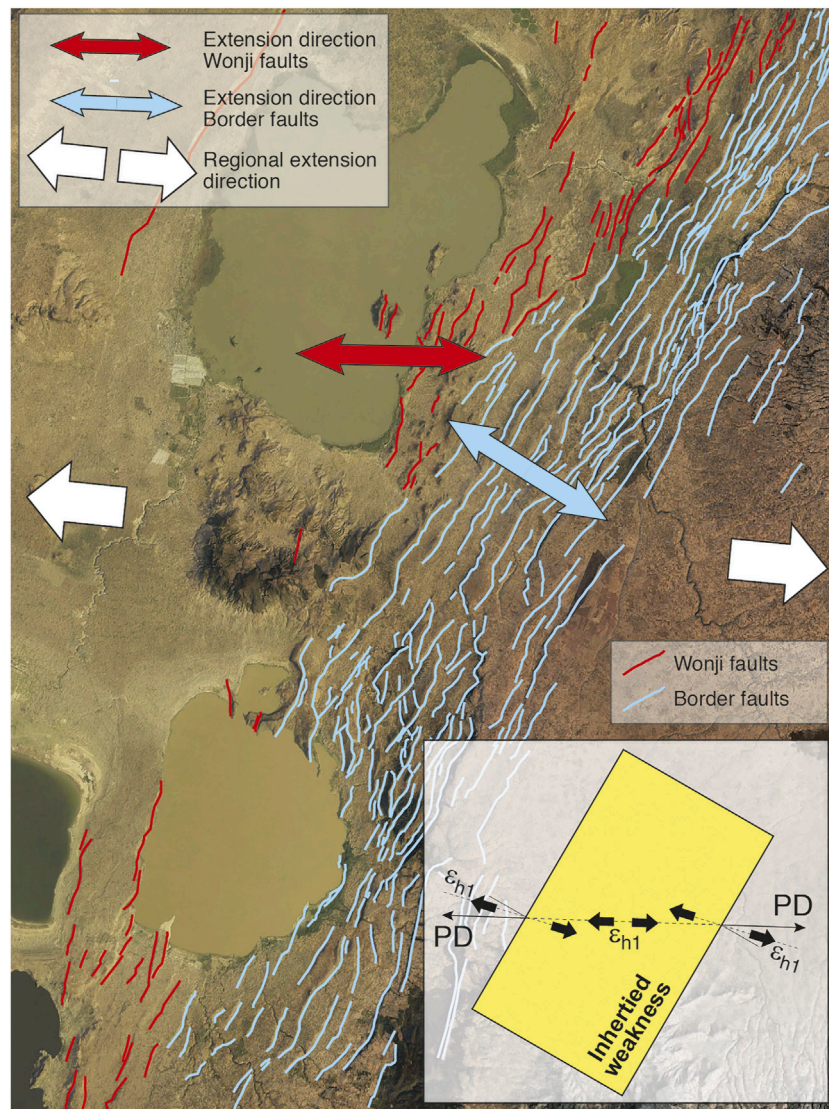 Extension direction
Wonji faults
Extension direction
Border faults
Regional extension
direction
Wonji faults
Border faults
εh1
PD
εh1
PD
εh1
Inhertied
weakness